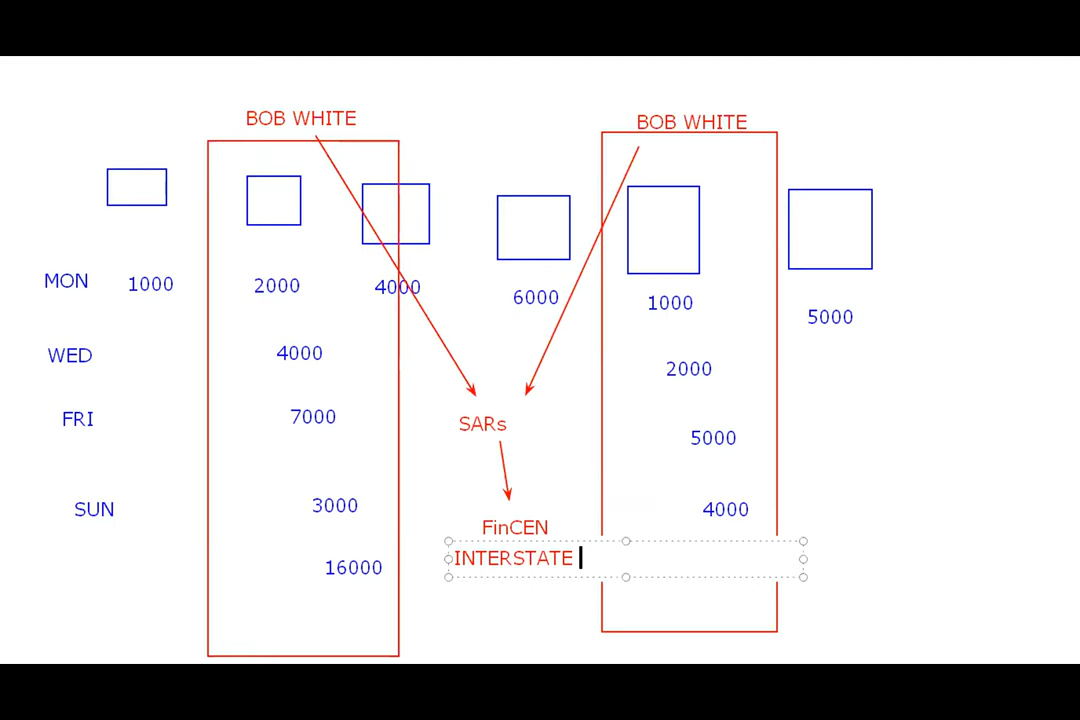 BOB WHITE
BOB WHITE
MON 1000 2000 4000 6000 1000 5000
WED 4000 2000
FRI 7000 5000
SUN 3000 4000
16000
SARs
FinCEN
INTERSTATE